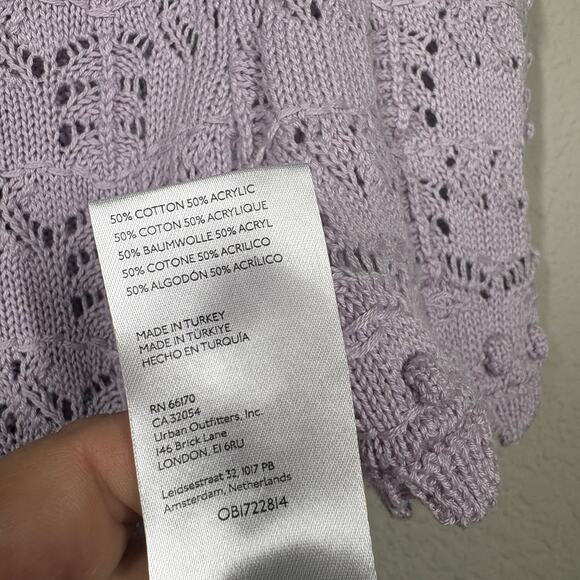 50% COTTON 50% ACRYLIC
50% COTON 50% ACRYLIQUE
50% BAUMWOLLE 50% ACRYL
50% COTONE 50% ACRILICO
50% ALGODÓN 50% ACRÍLICO
MADE IN TURKEY
MADE IN TÜRKIYE
HECHO EN TURQUÍA
RN 66170
CA 32054
Urban Outfitters, Inc.
146 Brick Lane
LONDON, E1 6RU
Leidsestraat 32, 1017 PB
Amsterdam, Netherlands
OB1722814